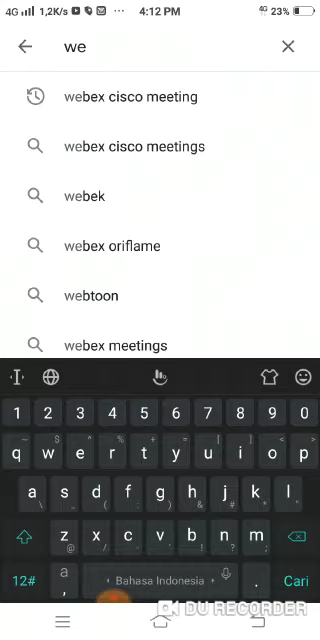 4G 1,2K/s ... 4:12 PM 4G 23%
we
webex cisco meeting
webex cisco meetings
webek
webex oriflame
webtoon
webex meetings
1 2 3 4 5 6 7 8 9 0
~ $ ^ % + = [ ] < >
q w e r t y u i o p
a s d f g h j k l
\ _ ( : ) & ; * '
z x c v b n m
@ / - ' ! ? ;
12# a , Bahasa Indonesia . Cari
DU RECORDER